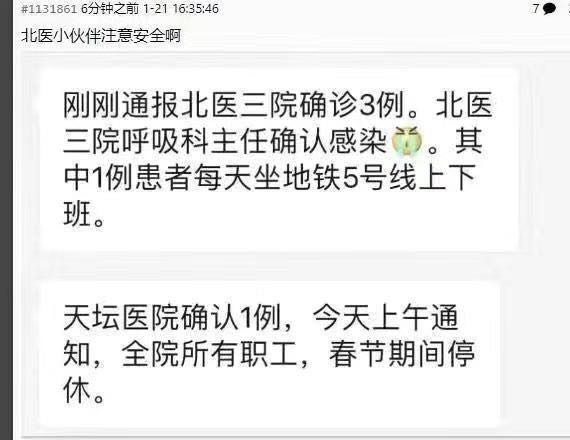 #1131861 6分钟之前 1-21 16:35:46 7
北医小伙伴注意安全啊
刚刚通报北医三院确诊3例。北医
三院呼吸科主任确认感染😭。其
中1例患者每天坐地铁5号线上下
班。
天坛医院确认1例，今天上午通
知，全院所有职工，春节期间停
休。